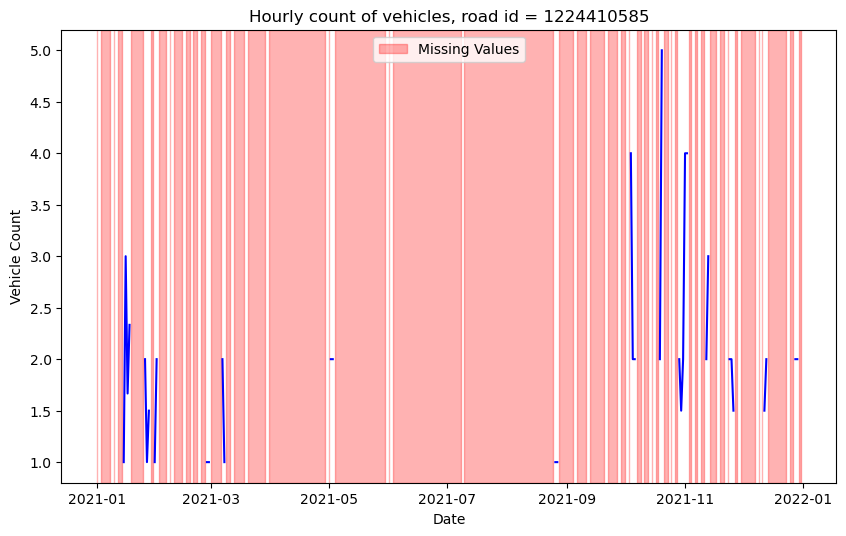 Hourly count of vehicles, road id = 1224410585
Missing Values
5.0
4.5
4.0
3.5
3.0
2.5
2.0
1.5
1.0
Vehicle Count
2021-01 2021-03 2021-05 2021-07 2021-09 2021-11 2022-01
Date